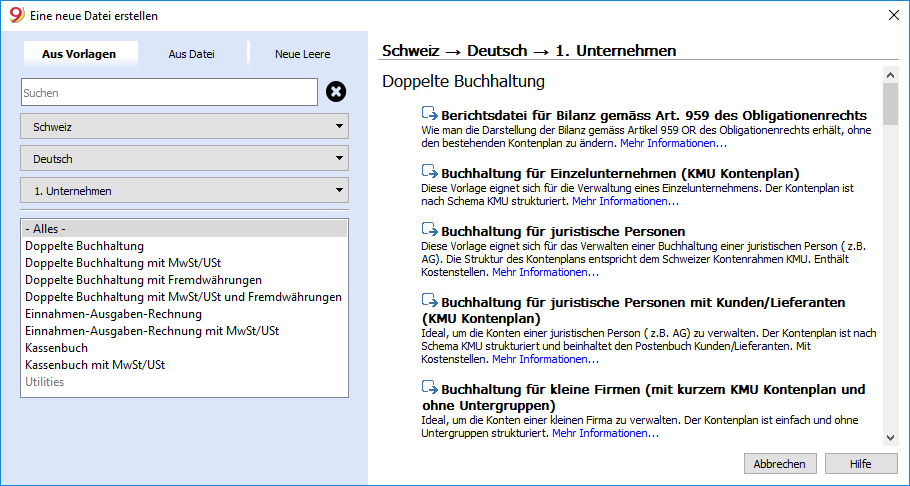 9 Eine neue Datei erstellen
Aus Vorlagen
Aus Datei
Neue Leere
Suchen
Schweiz
Deutsch
1. Unternehmen
- Alles -
Doppelte Buchhaltung
Doppelte Buchhaltung mit MwSt/USt
Doppelte Buchhaltung mit Fremdwährungen
Doppelte Buchhaltung mit MwSt/USt und Fremdwährungen
Einnahmen-Ausgaben-Rechnung
Einnahmen-Ausgaben-Rechnung mit MwSt/USt
Kassenbuch
Kassenbuch mit MwSt/USt
Utilities
Schweiz → Deutsch → 1. Unternehmen
Doppelte Buchhaltung
Berichtsdatei für Bilanz gemäss Art. 959 des Obligationenrechts
Wie man die Darstellung der Bilanz gemäss Artikel 959 OR des Obligationenrechts erhält, ohne
den bestehenden Kontenplan zu ändern. Mehr Informationen...
Buchhaltung für Einzelunternehmen (KMU Kontenplan)
Diese Vorlage eignet sich für die Verwaltung eines Einzelunternehmens. Der Kontenplan ist
nach Schema KMU strukturiert. Mehr Informationen...
Buchhaltung für juristische Personen
Diese Vorlage eignet sich für das Verwalten einer Buchhaltung einer juristischen Person ( z.B.
AG). Die Struktur des Kontenplans entspricht dem Schweizer Kontenrahmen KMU. Enthält
Kostenstellen. Mehr Informationen...
Buchhaltung für juristische Personen mit Kunden/Lieferanten
(KMU Kontenplan)
Ideal, um die Konten einer juristischen Person ( z.B. AG) zu verwalten. Der Kontenplan ist nach
Schema KMU strukturiert und beinhaltet den Postenbuch Kunden/Lieferanten. Mit
Kostenstellen. Mehr Informationen...
Buchhaltung für kleine Firmen (mit kurzem KMU Kontenplan und
ohne Untergruppen)
Ideal, um die Konten einer kleinen Firma zu verwalten. Der Kontenplan ist einfach und ohne
Untergruppen strukturiert. Mehr Informationen...
Abbrechen
Hilfe